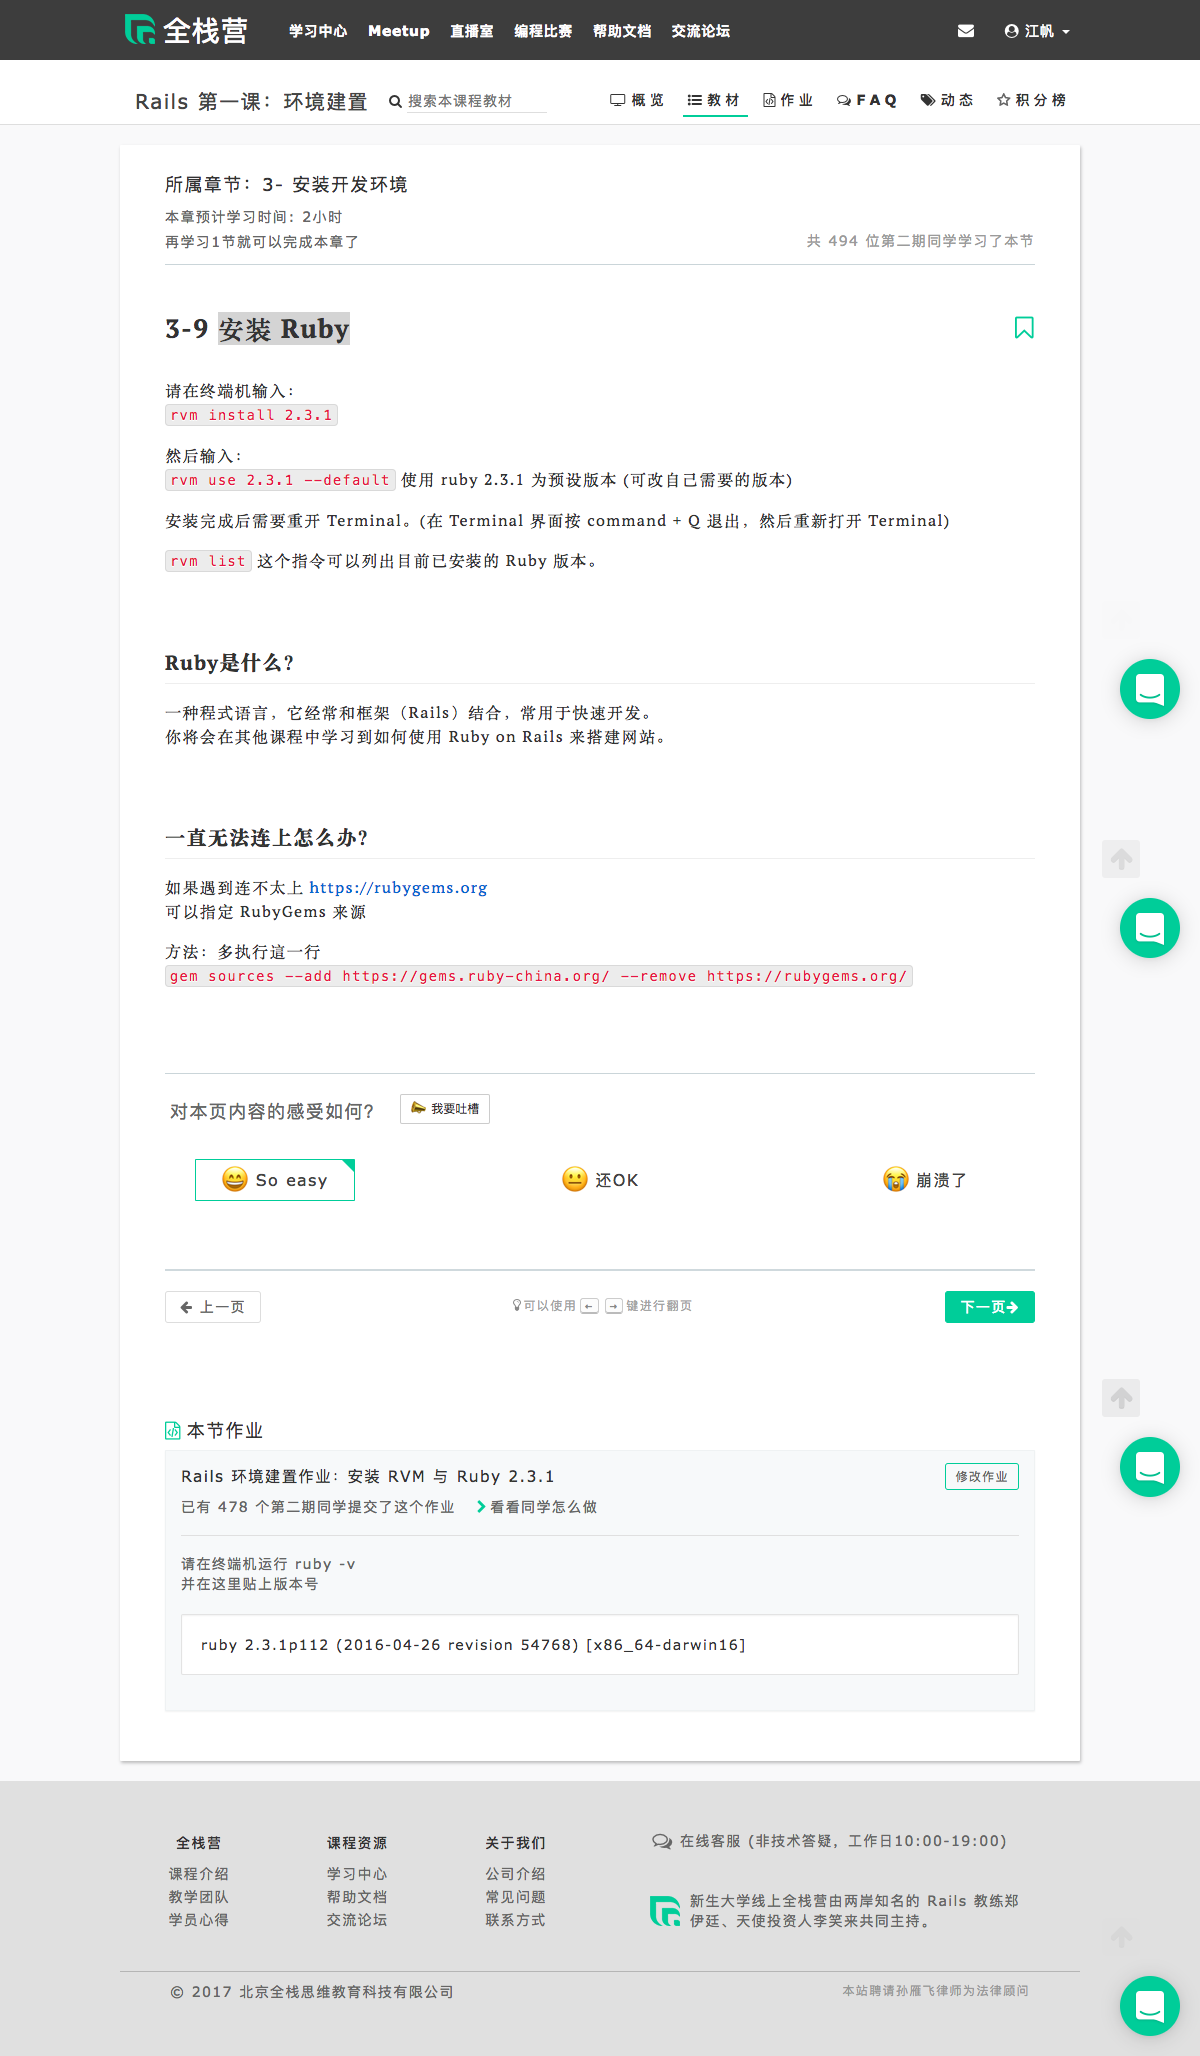 全栈营 学习中心 Meetup 直播室 编程比赛 帮助文档 交流论坛 江帆
Rails 第一课：环境建置 搜索本课程教材 概览 教材 作业 FAQ 动态 积分榜
所属章节：3- 安装开发环境
本章预计学习时间：2小时
再学习1节就可以完成本章了 共 494 位第二期同学学习了本节
3-9 安装 Ruby
请在终端机输入：
rvm install 2.3.1
然后输入：
rvm use 2.3.1 --default 使用 ruby 2.3.1 为预设版本 (可改自己需要的版本)
安装完成后需要重开 Terminal。(在 Terminal 界面按 command + Q 退出，然后重新打开 Terminal)
rvm list 这个指令可以列出目前已安装的 Ruby 版本。
Ruby是什么？
一种程式语言，它经常和框架（Rails）结合，常用于快速开发。
你将会在其他课程中学习到如何使用 Ruby on Rails 来搭建网站。
一直无法连上怎么办？
如果遇到连不太上 https://rubygems.org
可以指定 RubyGems 来源
方法：多执行這一行
gem sources --add https://gems.ruby-china.org/ --remove https://rubygems.org/
对本页内容的感受如何? 我要吐槽
So easy 还OK 崩溃了
上一页 可以使用 ← → 键进行翻页 下一页
本节作业
Rails 环境建置作业：安装 RVM 与 Ruby 2.3.1 修改作业
已有 478 个第二期同学提交了这个作业 看看同学怎么做
请在终端机运行 ruby -v
并在这里贴上版本号
ruby 2.3.1p112 (2016-04-26 revision 54768) [x86_64-darwin16]
全栈营 课程资源 关于我们 在线客服 (非技术答疑，工作日10:00-19:00)
课程介绍 学习中心 公司介绍
教学团队 帮助文档 常见问题 新生大学线上全栈营由两岸知名的 Rails 教练郑
学员心得 交流论坛 联系方式 伊廷、天使投资人李笑来共同主持。
© 2017 北京全栈思维教育科技有限公司 本站聘请孙雁飞律师为法律顾问